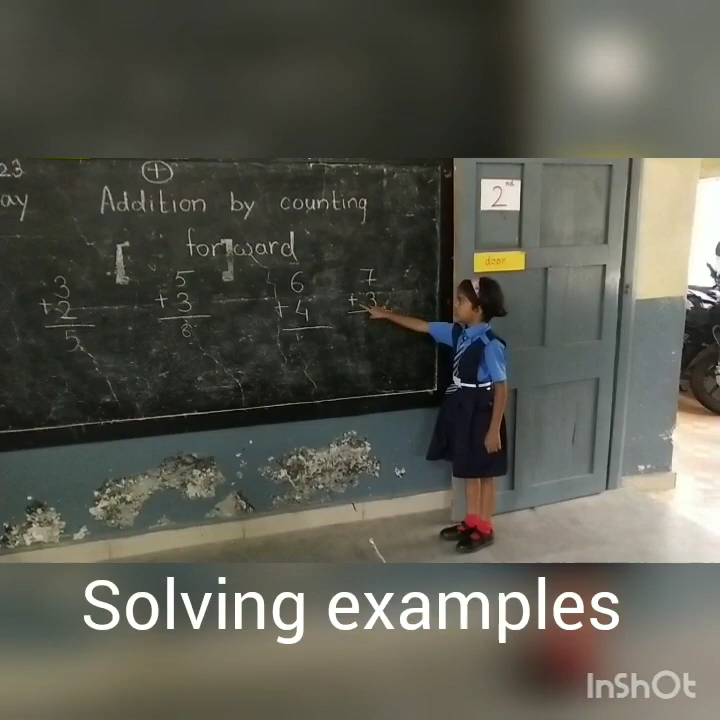 23
ay
+
Addition by counting
forward
3
+ 2
5
5
+ 3
8
6
+ 4
7
+ 3
2nd
door
Solving examples
InShOt